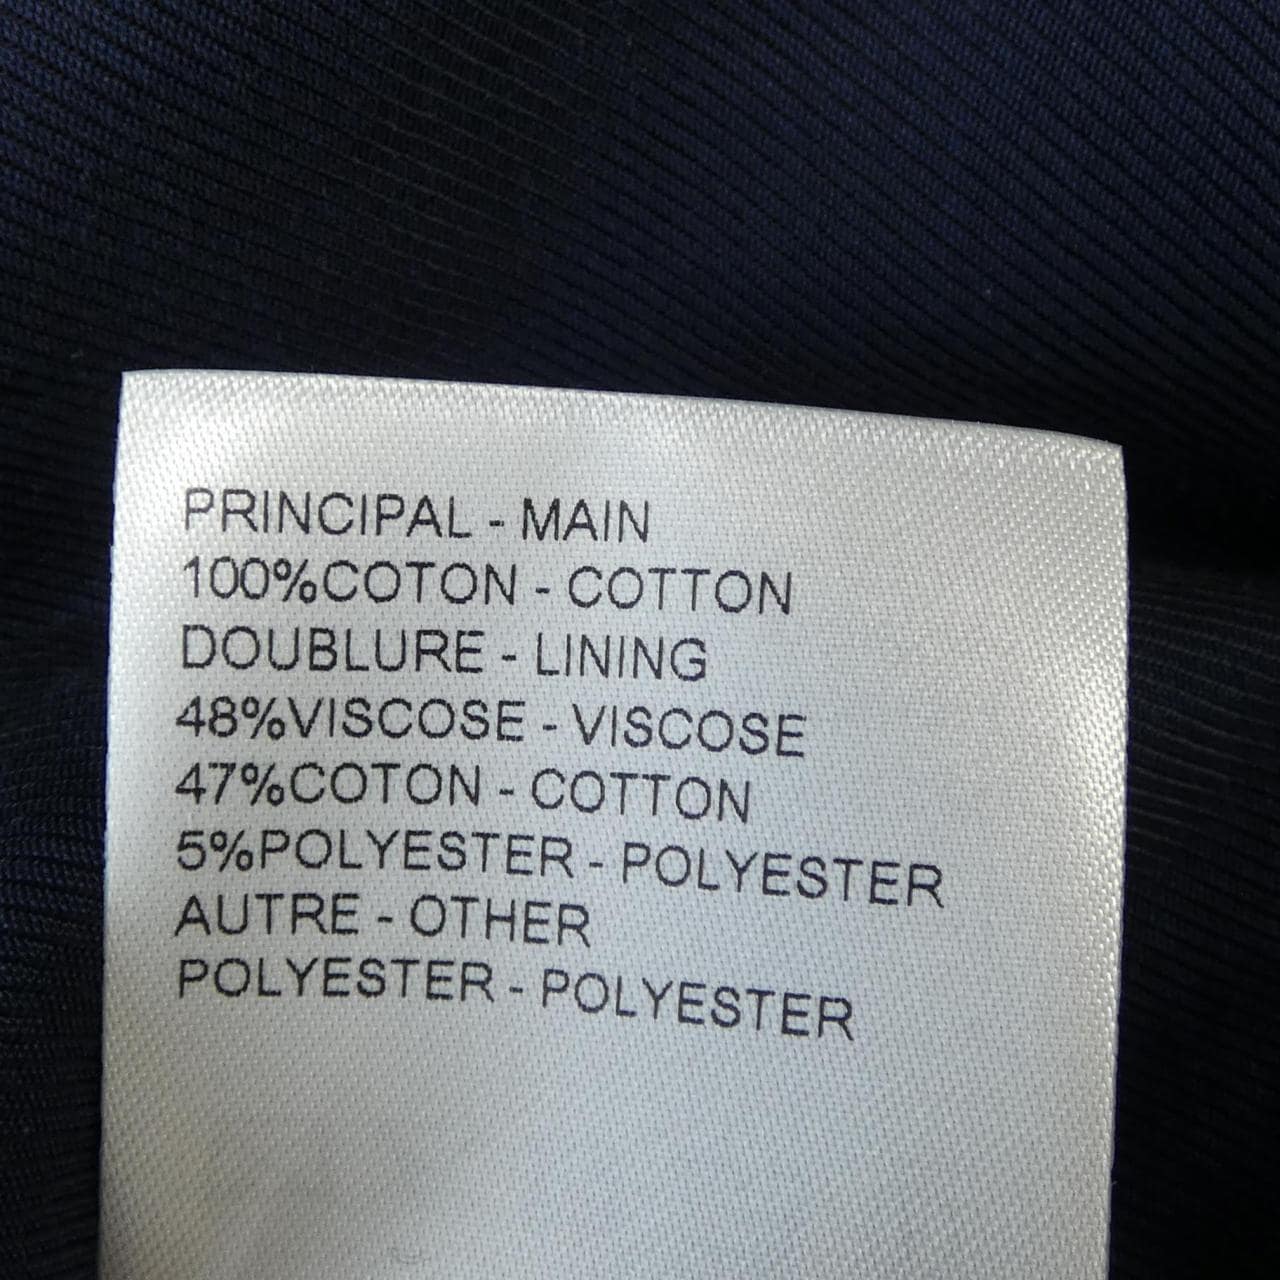 PRINCIPAL - MAIN
100%COTON - COTTON
DOUBLURE - LINING
48%VISCOSE - VISCOSE
47%COTON - COTTON
5%POLYESTER - POLYESTER
AUTRE - OTHER
POLYESTER - POLYESTER